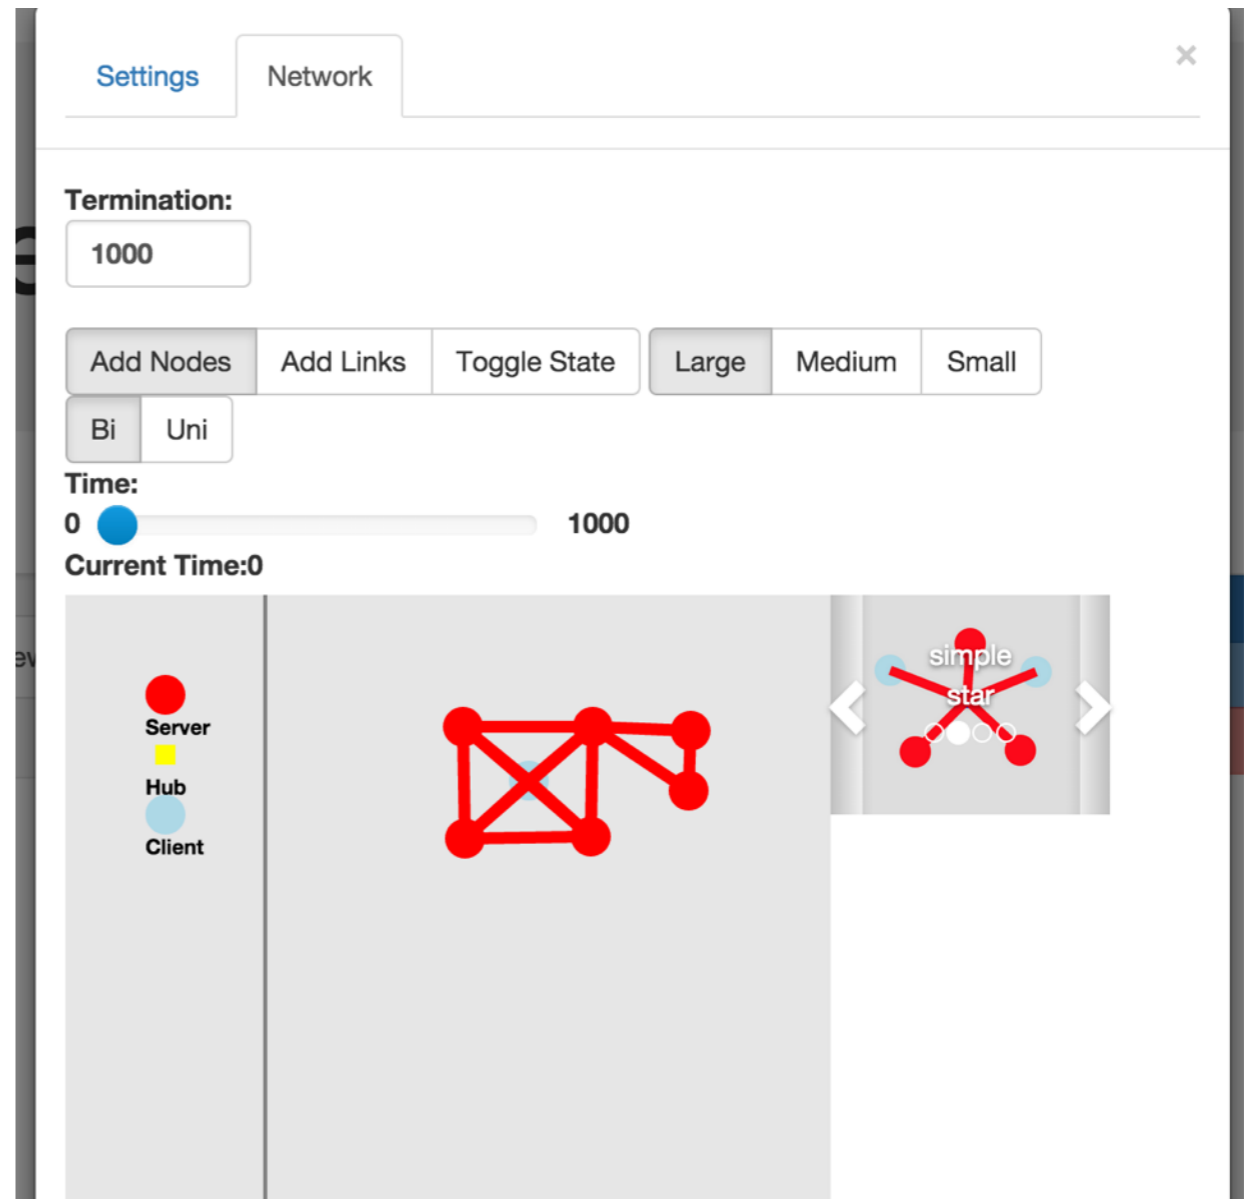 Settings Network ×
Termination:
1000
Add Nodes Add Links Toggle State Large Medium Small
Bi Uni
Time:
0 1000
Current Time:0
simple
star
Server
Hub
Client